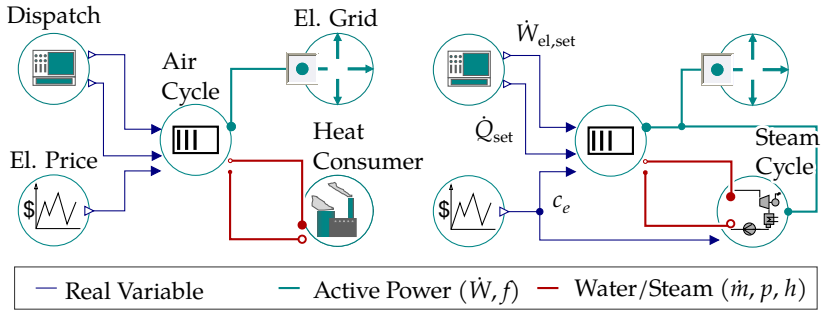 Dispatch
El. Grid
Air
Cycle
El. Price
$
Heat
Consumer
Ẇel,set
Q̇set
$
cₑ
Steam
Cycle
Real Variable
Active Power (Ẇ, f)
Water/Steam (ṁ, p, h)